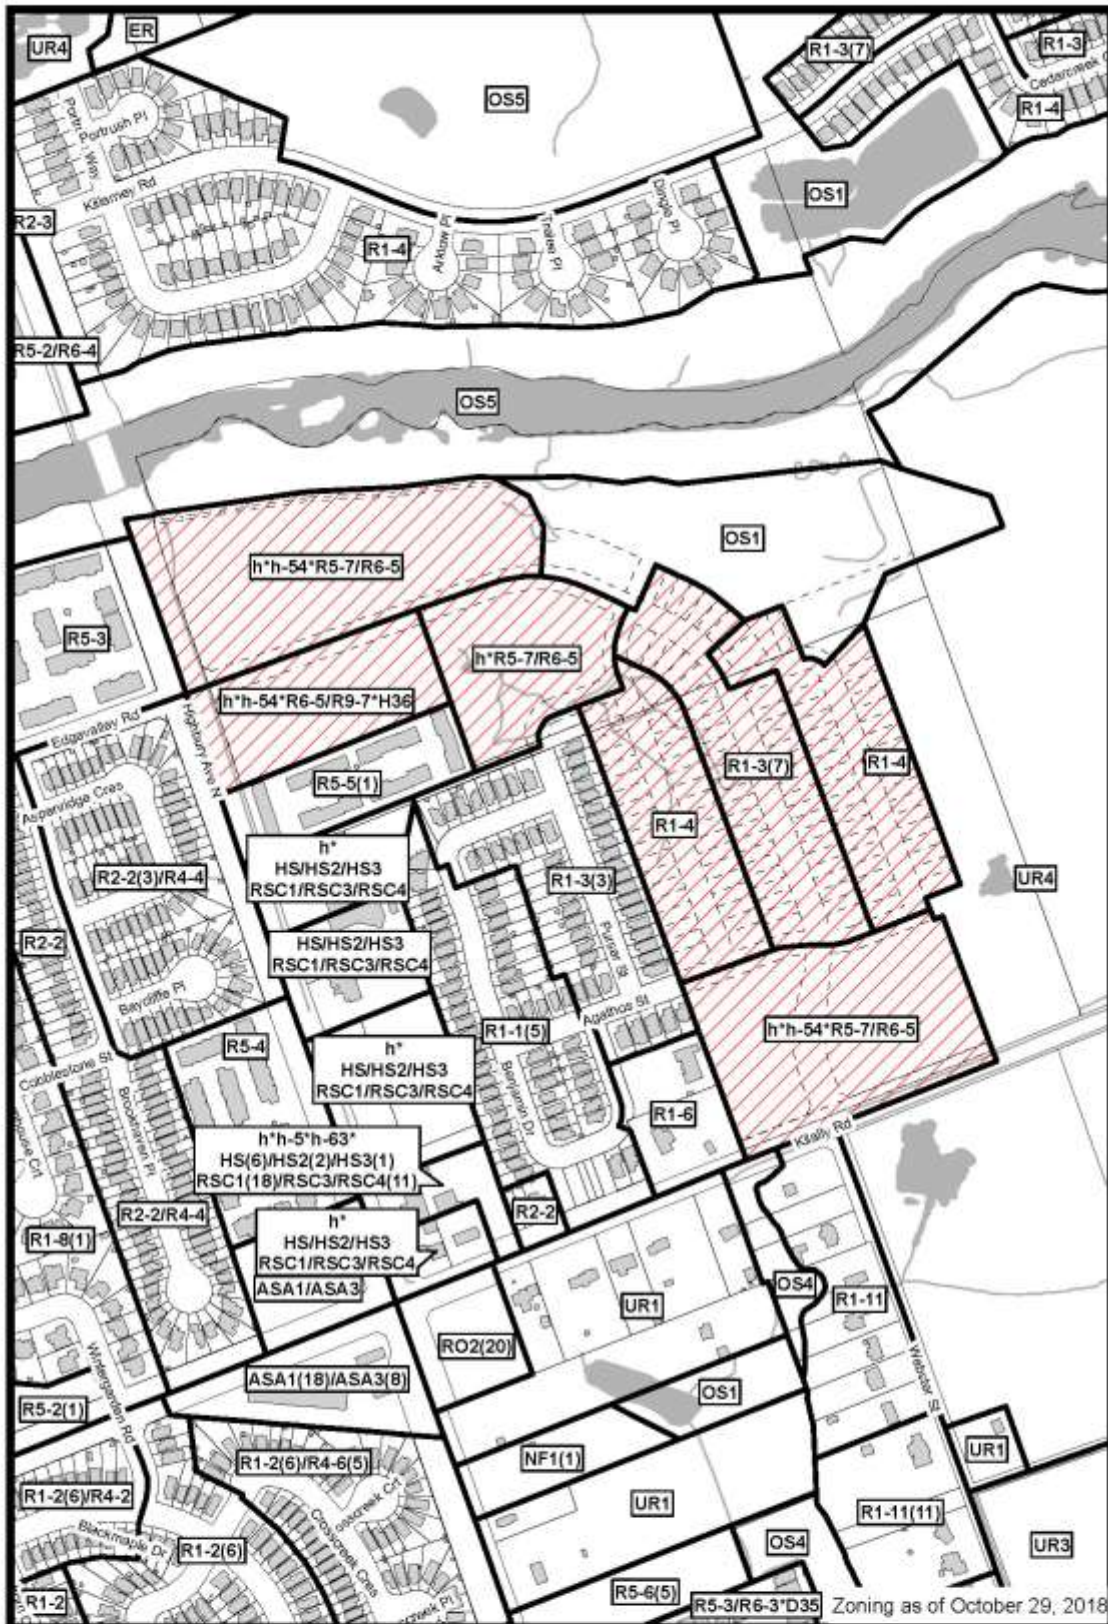 UR4
ER
R1-3(7)
R1-3
Cedarcreek C
OS5
R1-4
Portrush Pl
Way
Killarney Rd
OS1
R2-3
R1-4
Arklow Pl
Tralee Pl
Dingle Pl
R5-2/R6-4
OS5
OS1
h*h-54*R5-7/R6-5
R5-3
h*R5-7/R6-5
h*h-54*R6-5/R9-7*H36
Edgevalley Rd
Highbury Ave N
R1-3(7)
R1-4
R5-5(1)
Aspenridge Cres
R1-4
h*
HS/HS2/HS3
RSC1/RSC3/RSC4
R2-2(3)/R4-4
R1-3(3)
UR4
R2-2
HS/HS2/HS3
RSC1/RSC3/RSC4
Purser St
Baycliffe Pl
Agathos St
R1-1(5)
h*h-54*R5-7/R6-5
R5-4
Cobblestone St
h*
HS/HS2/HS3
RSC1/RSC3/RSC4
Benjamin Dr
R1-6
Brookhaven Pl
Kilally Rd
h*h-5*h-63*
HS(6)/HS2(2)/HS3(1)
RSC1(18)/RSC3/RSC4(11)
R2-2/R4-4
R2-2
h*
HS/HS2/HS3
RSC1/RSC3/RSC4
R1-8(1)
ASA1/ASA3
OS4
R1-11
UR1
RO2(20)
Webster St
Wintergarden Rd
ASA1(18)/ASA3(8)
OS1
R5-2(1)
R1-2(6)/R4-6(5)
NF1(1)
UR1
R1-2(6)/R4-2
UR1
R1-11(11)
Crosscreek Crt
Blackmaple Dr
R1-2(6)
Crosscreek Cres
OS4
UR3
R1-2
R5-6(5)
R5-3/R6-3*D35
Zoning as of October 29, 2018